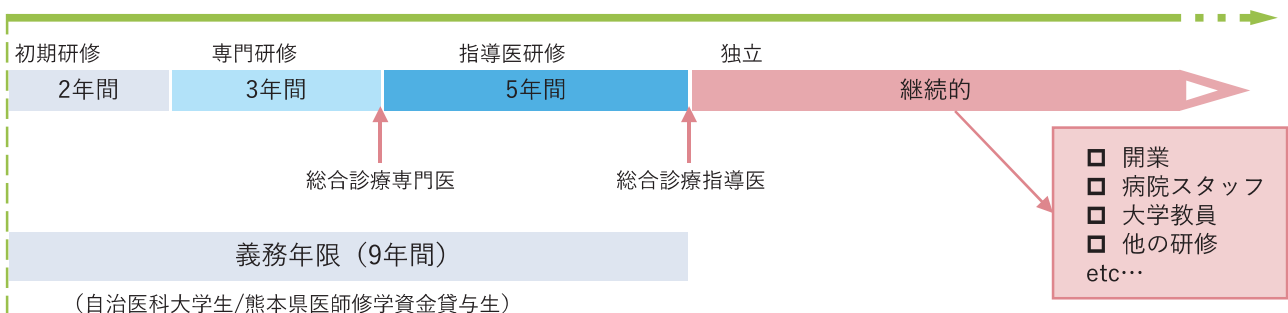 初期研修 専門研修 指導医研修 独立
2年間 3年間 5年間 継続的
総合診療専門医 総合診療指導医
開業
病院スタッフ
大学教員
他の研修
etc…
義務年限（9年間）
（自治医科大学生/熊本県医師修学資金貸与生）